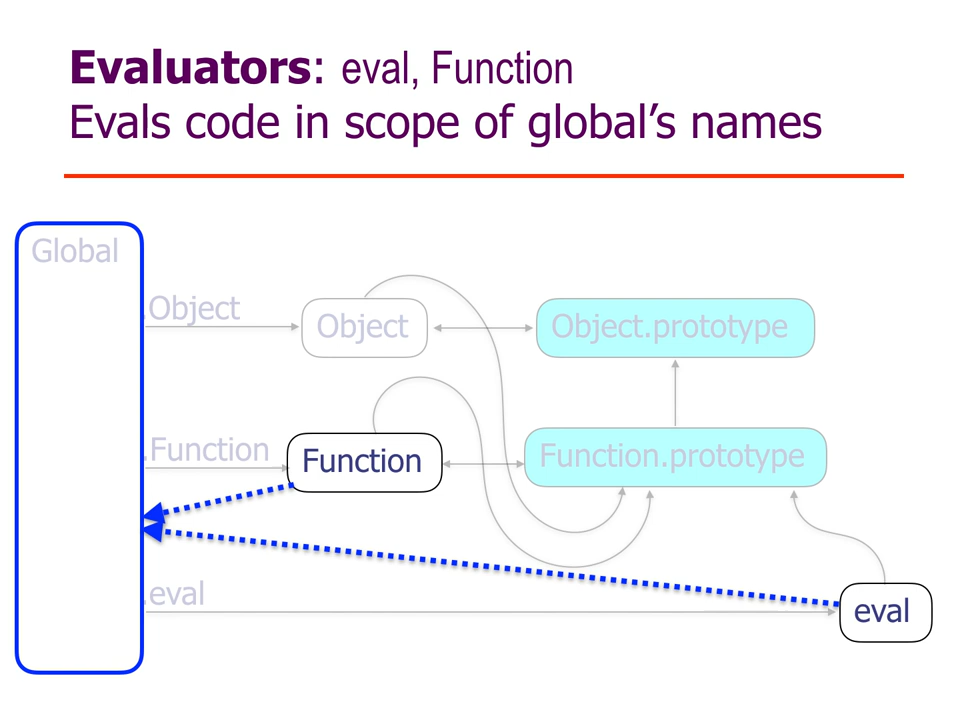 Evaluators: eval, Function
Evals code in scope of global’s names
Global
.Object
Object
Object.prototype
.Function
Function
Function.prototype
.eval
eval